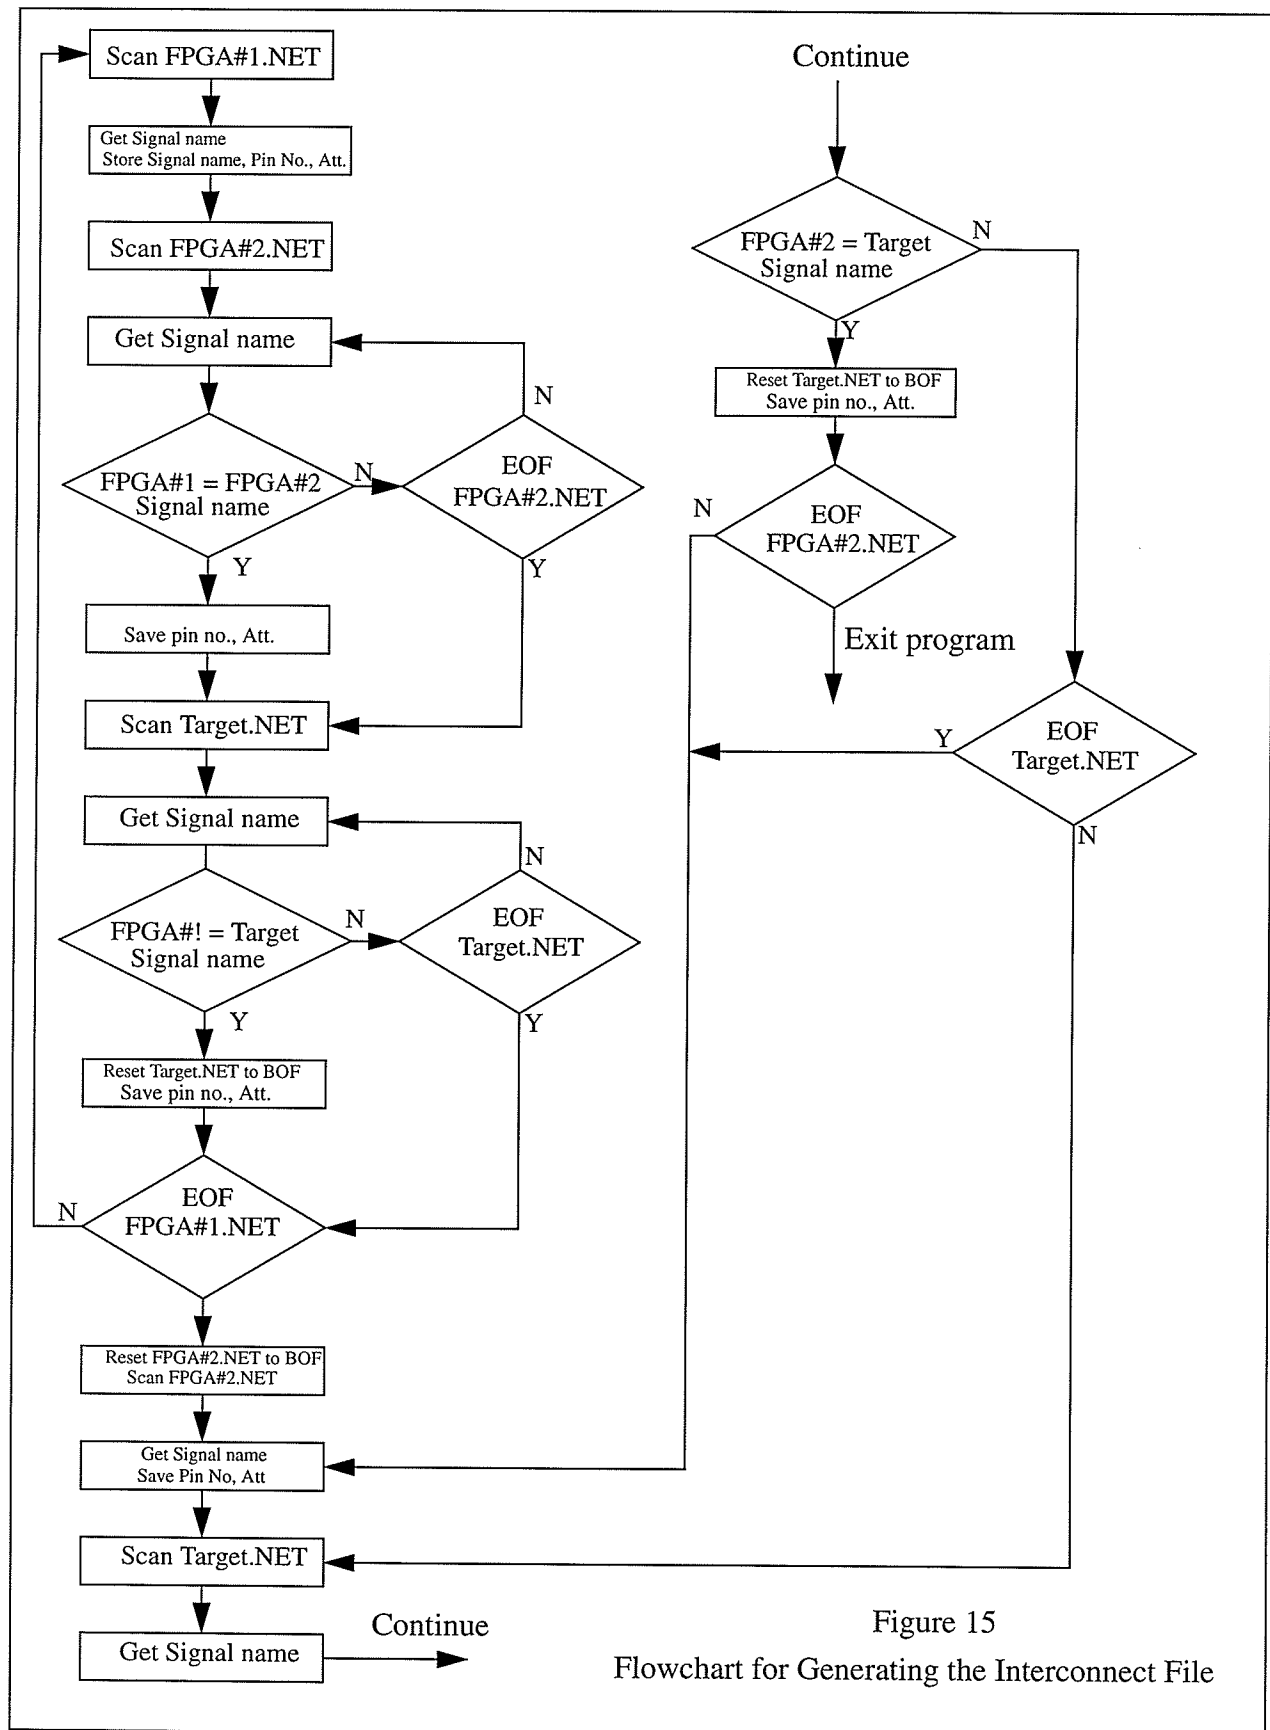 Scan FPGA#1.NET
Get Signal name
Store Signal name, Pin No., Att.
Scan FPGA#2.NET
Get Signal name
N
FPGA#1 = FPGA#2
Signal name
N
EOF
FPGA#2.NET
Y
Y
Save pin no., Att.
Scan Target.NET
Get Signal name
N
FPGA#! = Target
Signal name
N
EOF
Target.NET
Y
Y
Reset Target.NET to BOF
Save pin no., Att.
EOF
FPGA#1.NET
N
Reset FPGA#2.NET to BOF
Scan FPGA#2.NET
Get Signal name
Save Pin No, Att
Scan Target.NET
Get Signal name
Continue
Continue
FPGA#2 = Target
Signal name
N
Y
Reset Target.NET to BOF
Save pin no., Att.
N
EOF
FPGA#2.NET
Exit program
Y
EOF
Target.NET
N
Figure 15
Flowchart for Generating the Interconnect File